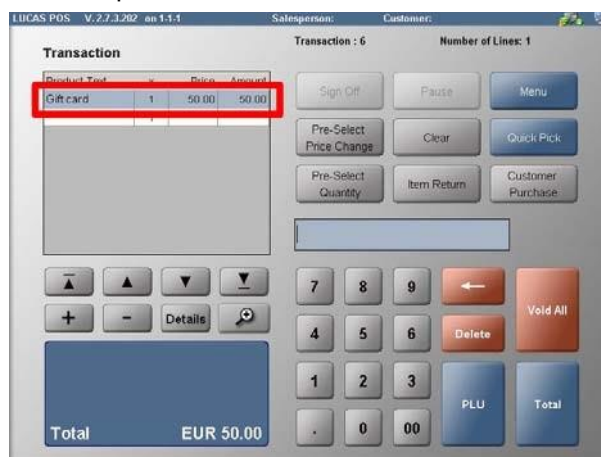 LUCAS POS V. 2.7.3.202 on 1-1-1 Salesperson: Customer:
Transaction
Transaction : 6 Number of Lines: 1
Product Text x Price Amount
Gift card 1 50.00 50.00
Sign Off Pause Menu
Pre-Select
Price Change
Clear
Quick Pick
Pre-Select
Quantity
Item Return
Customer
Purchase
7 8 9 ←
Void All
+ - Details
4 5 6 Delete
1 2 3
PLU
Total
. 0 00
Total EUR 50.00